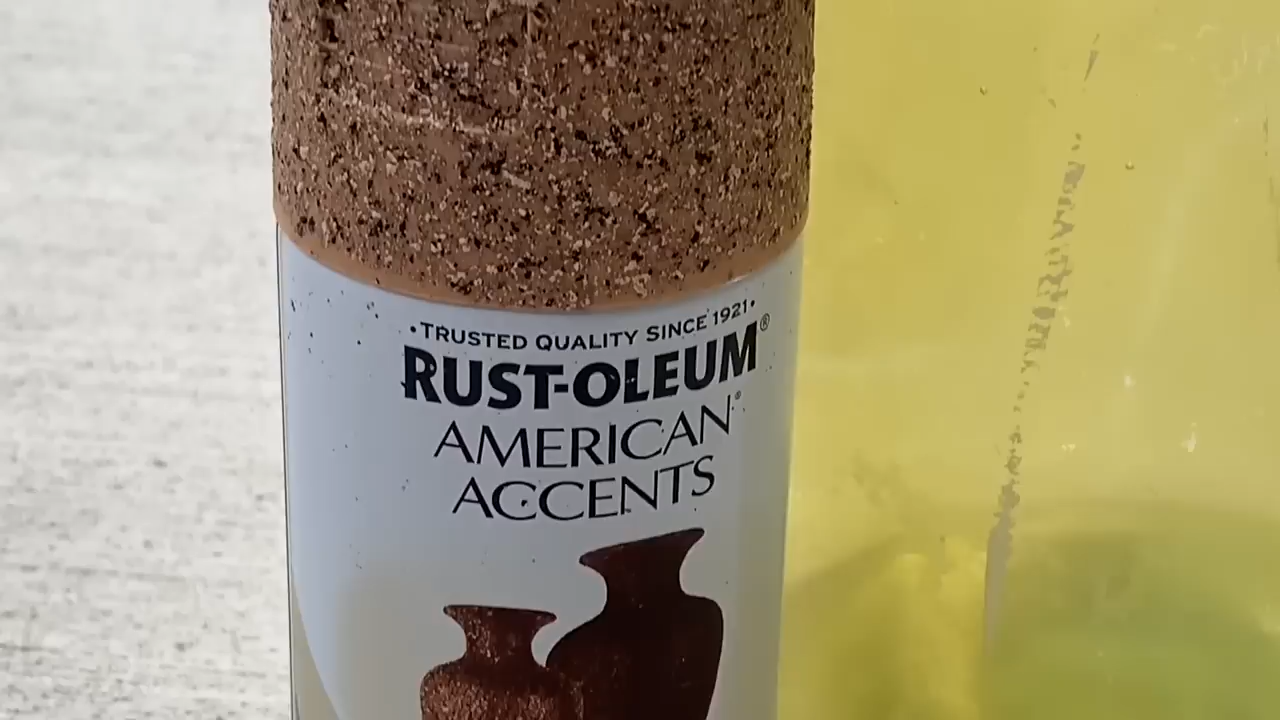 •TRUSTED QUALITY SINCE 1921•
RUST-OLEUM®
AMERICAN®
ACCENTS